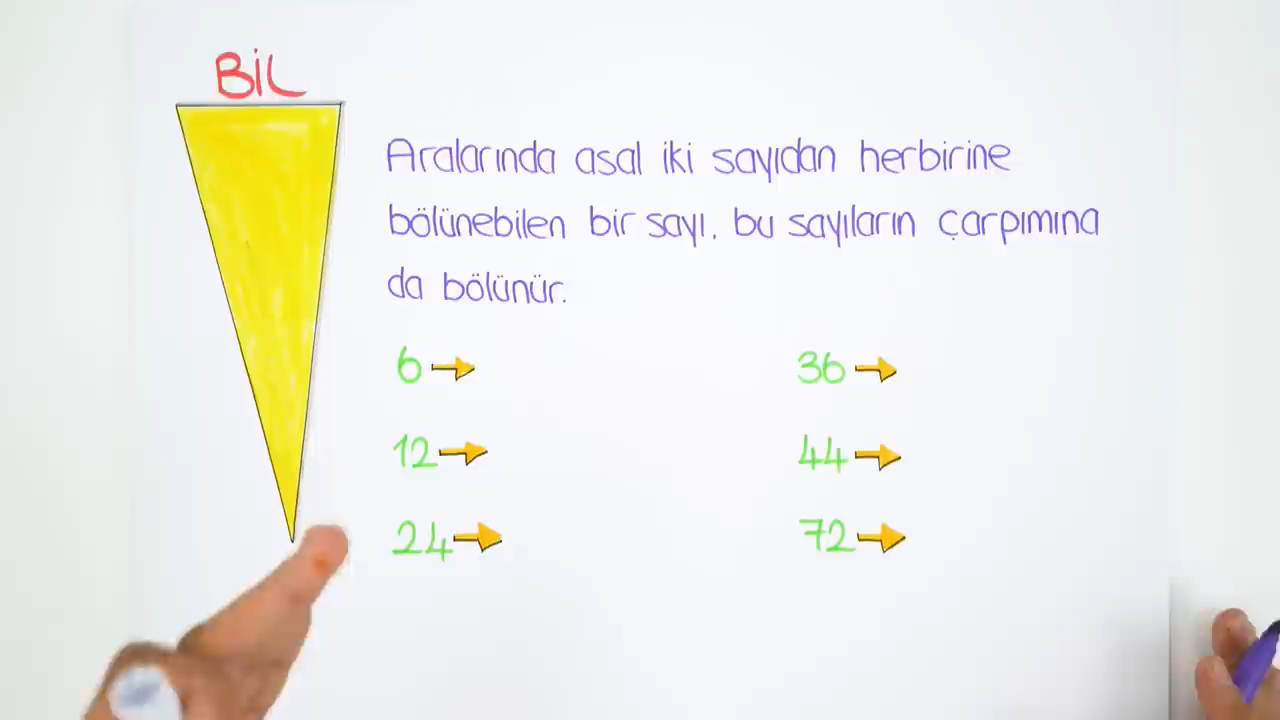 BİL
Aralarında asal iki sayıdan herbirine
bölünebilen bir sayı, bu sayıların çarpımına
da bölünür.
6 →
36 →
12 →
44 →
24 →
72 →